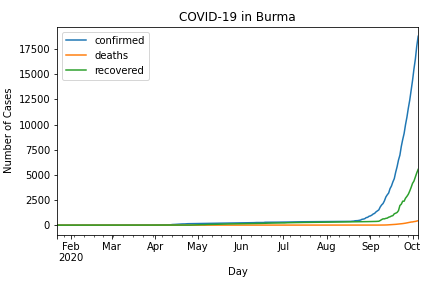 COVID-19 in Burma
confirmed
deaths
recovered
Number of Cases
17500
15000
12500
10000
7500
5000
2500
0
Feb Mar Apr May Jun Jul Aug Sep Oct
2020
Day